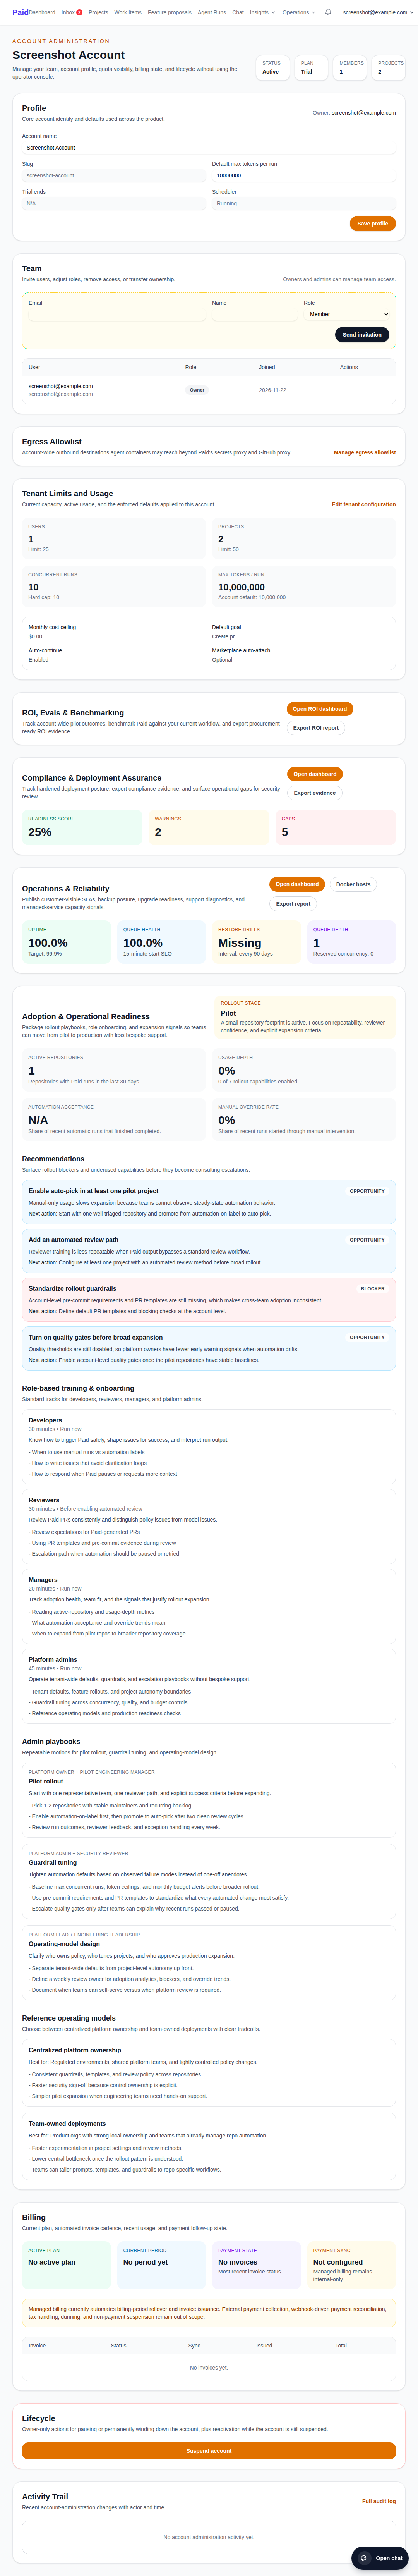 Paid Dashboard Inbox 2 Projects Work Items Feature proposals Agent Runs Chat Insights Operations screenshot@example.com
ACCOUNT ADMINISTRATION
Screenshot Account
Manage your team, account profile, quota visibility, billing state, and lifecycle without using the
operator console.
STATUS
Active
PLAN
Trial
MEMBERS
1
PROJECTS
2
Profile
Core account identity and defaults used across the product.
Owner: screenshot@example.com
Account name
Screenshot Account
Slug
Default max tokens per run
screenshot-account
10000000
Trial ends
Scheduler
N/A
Running
Save profile
Team
Invite users, adjust roles, remove access, or transfer ownership.
Owners and admins can manage team access.
Email
Name
Role
Member
Send invitation
User Role Joined Actions
screenshot@example.com
screenshot@example.com
Owner
2026-11-22
Egress Allowlist
Account-wide outbound destinations agent containers may reach beyond Paid's secrets proxy and GitHub proxy.
Manage egress allowlist
Tenant Limits and Usage
Current capacity, active usage, and the enforced defaults applied to this account.
Edit tenant configuration
USERS
1
Limit: 25
PROJECTS
2
Limit: 50
CONCURRENT RUNS
10
Hard cap: 10
MAX TOKENS / RUN
10,000,000
Account default: 10,000,000
Monthly cost ceiling
$0.00
Default goal
Create pr
Auto-continue
Enabled
Marketplace auto-attach
Optional
ROI, Evals & Benchmarking
Track account-wide pilot outcomes, benchmark Paid against your current workflow, and export procurement-
ready ROI evidence.
Open ROI dashboard
Export ROI report
Compliance & Deployment Assurance
Track hardened deployment posture, export compliance evidence, and surface operational gaps for security
review.
Open dashboard
Export evidence
READINESS SCORE
25%
WARNINGS
2
GAPS
5
Operations & Reliability
Publish customer-visible SLAs, backup posture, upgrade readiness, support diagnostics, and
managed-service capacity signals.
Open dashboard
Docker hosts
Export report
UPTIME
100.0%
Target: 99.9%
QUEUE HEALTH
100.0%
15-minute start SLO
RESTORE DRILLS
Missing
Interval: every 90 days
QUEUE DEPTH
1
Reserved concurrency: 0
Adoption & Operational Readiness
Package rollout playbooks, role onboarding, and expansion signals so teams
can move from pilot to production with less bespoke support.
ROLLOUT STAGE
Pilot
A small repository footprint is active. Focus on repeatability, reviewer
confidence, and explicit expansion criteria.
ACTIVE REPOSITORIES
1
Repositories with Paid runs in the last 30 days.
USAGE DEPTH
0%
0 of 7 rollout capabilities enabled.
AUTOMATION ACCEPTANCE
N/A
Share of recent automatic runs that finished completed.
MANUAL OVERRIDE RATE
0%
Share of recent runs started through manual intervention.
Recommendations
Surface rollout blockers and underused capabilities before they become consulting escalations.
Enable auto-pick in at least one pilot project
OPPORTUNITY
Manual-only usage slows expansion because teams cannot observe steady-state automation behavior.
Next action: Start with one well-triaged repository and promote from automation-on-label to auto-pick.
Add an automated review path
OPPORTUNITY
Reviewer training is less repeatable when Paid output bypasses a standard review workflow.
Next action: Configure at least one project with an automated review method before broad rollout.
Standardize rollout guardrails
BLOCKER
Account-level pre-commit requirements and PR templates are still missing, which makes cross-team adoption inconsistent.
Next action: Define default PR templates and blocking checks at the account level.
Turn on quality gates before broad expansion
OPPORTUNITY
Quality thresholds are still disabled, so platform owners have fewer early warning signals when automation drifts.
Next action: Enable account-level quality gates once the pilot repositories have stable baselines.
Role-based training & onboarding
Standard tracks for developers, reviewers, managers, and platform admins.
Developers
30 minutes • Run now
Know how to trigger Paid safely, shape issues for success, and interpret run output.
- When to use manual runs vs automation labels
- How to write issues that avoid clarification loops
- How to respond when Paid pauses or requests more context
Reviewers
30 minutes • Before enabling automated review
Review Paid PRs consistently and distinguish policy issues from model issues.
- Review expectations for Paid-generated PRs
- Using PR templates and pre-commit evidence during review
- Escalation path when automation should be paused or retried
Managers
20 minutes • Run now
Track adoption health, team fit, and the signals that justify rollout expansion.
- Reading active-repository and usage-depth metrics
- What automation acceptance and override trends mean
- When to expand from pilot repos to broader repository coverage
Platform admins
45 minutes • Run now
Operate tenant-wide defaults, guardrails, and escalation playbooks without bespoke support.
- Tenant defaults, feature rollouts, and project autonomy boundaries
- Guardrail tuning across concurrency, quality, and budget controls
- Reference operating models and production readiness checks
Admin playbooks
Repeatable motions for pilot rollout, guardrail tuning, and operating-model design.
PLATFORM OWNER + PILOT ENGINEERING MANAGER
Pilot rollout
Start with one representative team, one reviewer path, and explicit success criteria before expanding.
- Pick 1-2 repositories with stable maintainers and recurring backlog.
- Enable automation-on-label first, then promote to auto-pick after two clean review cycles.
- Review run outcomes, reviewer feedback, and exception handling every week.
PLATFORM ADMIN + SECURITY REVIEWER
Guardrail tuning
Tighten automation defaults based on observed failure modes instead of one-off anecdotes.
- Baseline max concurrent runs, token ceilings, and monthly budget alerts before broader rollout.
- Use pre-commit requirements and PR templates to standardize what every automated change must satisfy.
- Escalate quality gates only after teams can explain why recent runs passed or paused.
PLATFORM LEAD + ENGINEERING LEADERSHIP
Operating-model design
Clarify who owns policy, who tunes projects, and who approves production expansion.
- Separate tenant-wide defaults from project-level autonomy up front.
- Define a weekly review owner for adoption analytics, blockers, and override trends.
- Document when teams can self-serve versus when platform review is required.
Reference operating models
Choose between centralized platform ownership and team-owned deployments with clear tradeoffs.
Centralized platform ownership
Best for: Regulated environments, shared platform teams, and tightly controlled policy changes.
- Consistent guardrails, templates, and review policy across repositories.
- Faster security sign-off because control ownership is explicit.
- Simpler pilot expansion when engineering teams need hands-on support.
Team-owned deployments
Best for: Product orgs with strong local ownership and teams that already manage repo automation.
- Faster experimentation in project settings and review methods.
- Lower central bottleneck once the rollout pattern is understood.
- Teams can tailor prompts, templates, and guardrails to repo-specific workflows.
Billing
Current plan, automated invoice cadence, recent usage, and payment follow-up state.
ACTIVE PLAN
No active plan
CURRENT PERIOD
No period yet
PAYMENT STATE
No invoices
Most recent invoice status
PAYMENT SYNC
Not configured
Managed billing remains
internal-only
Managed billing currently automates billing-period rollover and invoice issuance. External payment collection, webhook-driven payment reconciliation,
tax handling, dunning, and non-payment suspension remain out of scope.
Invoice Status Sync Issued Total
No invoices yet.
Lifecycle
Owner-only actions for pausing or permanently winding down the account, plus reactivation while the account is still suspended.
Suspend account
Activity Trail
Recent account-administration changes with actor and time.
Full audit log
No account administration activity yet.
Open chat